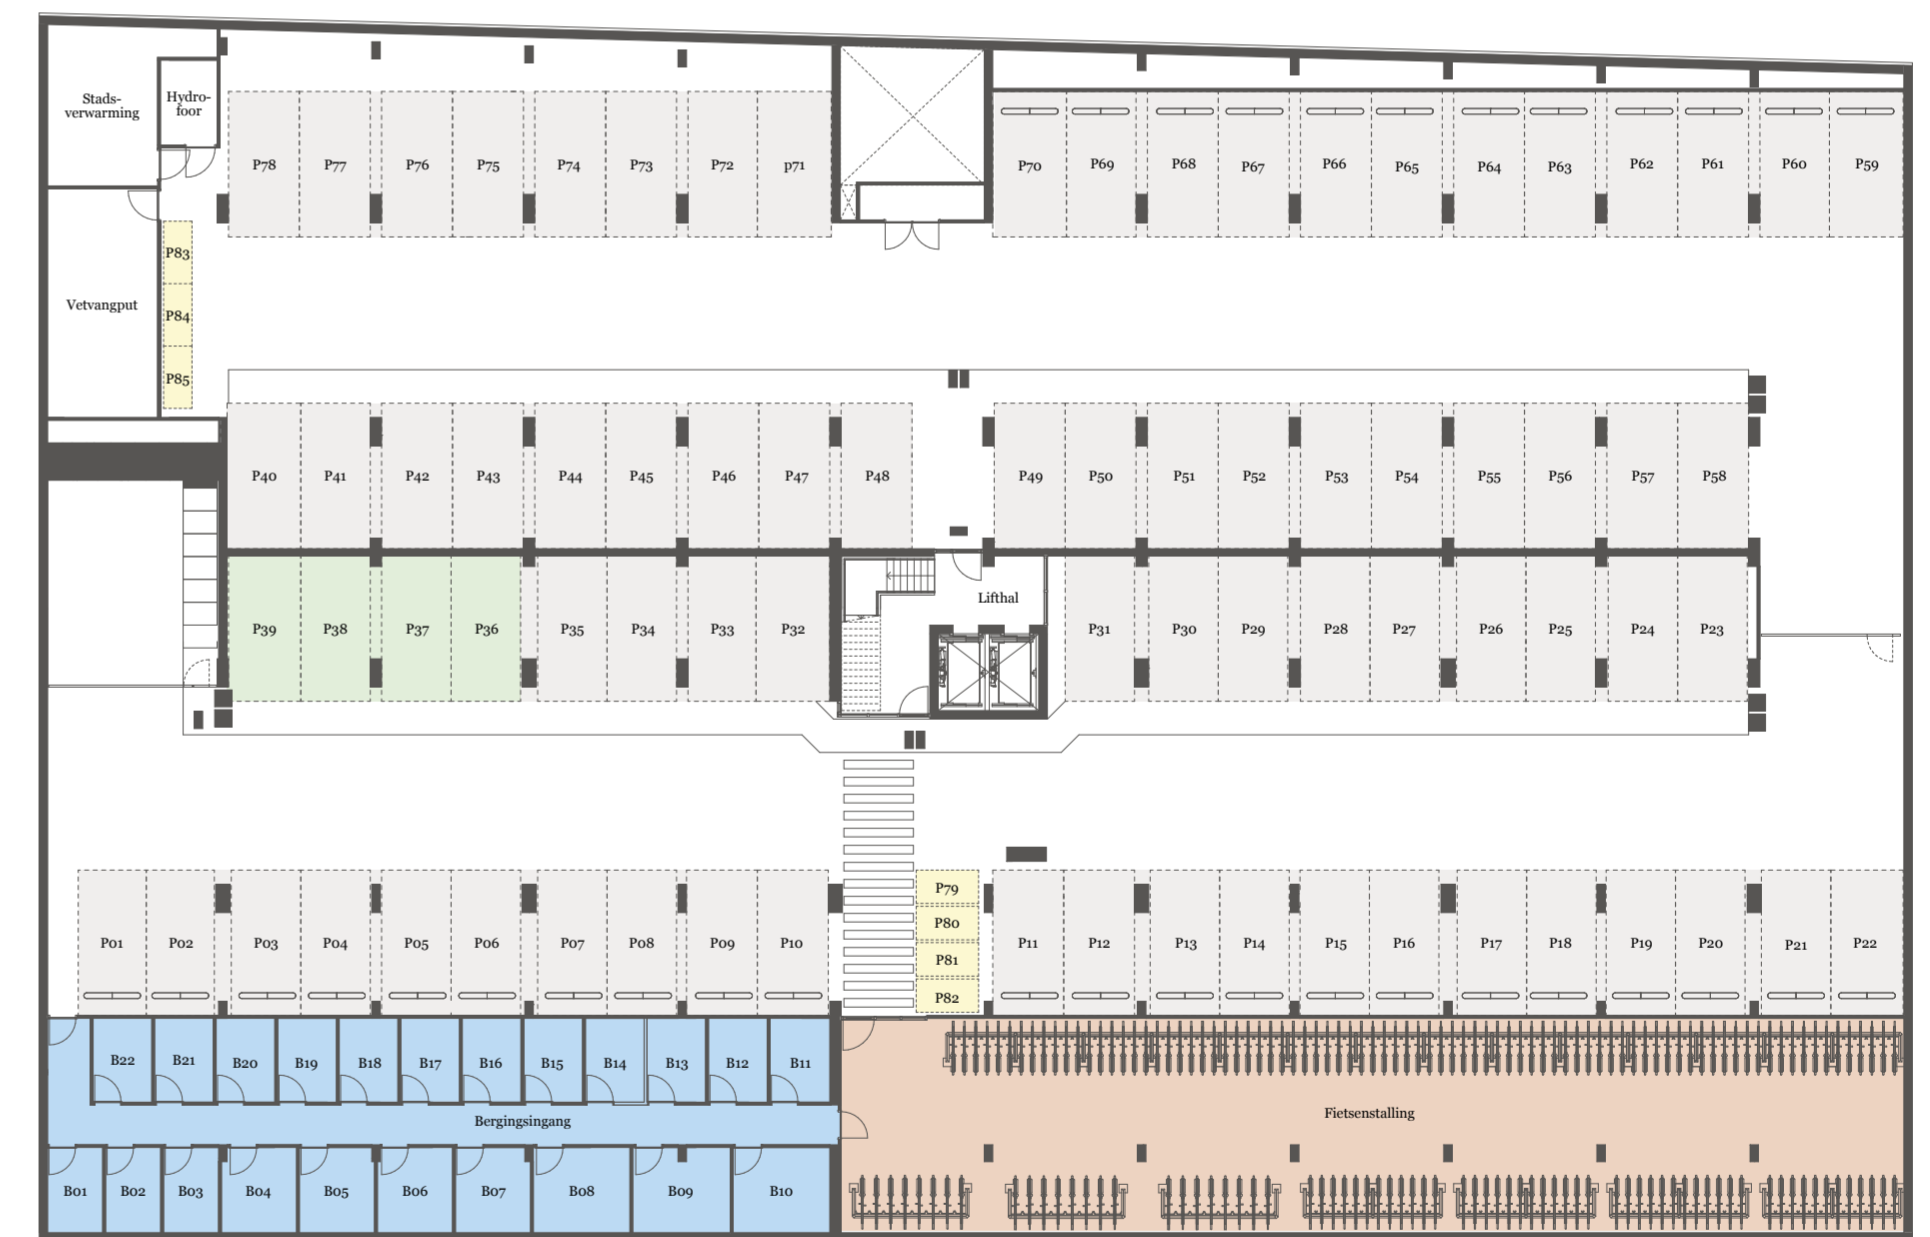 Stads-
verwarming
Hydro-
foor
P78 P77 P76 P75 P74 P73 P72 p71 P70 P69 P68 P67 P66 P65 P64 P63 P62 P61 P60 P59
P83
Vetvangput
P84
P85
P40 P41 P42 P43 P44 P45 P46 P47 P48 P49 P50 P51 P52 P53 P54 P55 P56 P57 P58
Lifthal
P39 P38 P37 P36 P35 P34 P33 P32 P31 P30 P29 P28 P27 P26 P25 P24 P23
P79
P80
P01 P02 P03 P04 P05 P06 P07 P08 P09 P10 P11 P12 P13 P14 P15 P16 P17 P18 P19 P20 P21 P22
P81
P82
B22 B21 B20 B19 B18 B17 B16 B15 B14 B13 B12 B11
Bergingsingang
Fietsenstalling
B01 B02 B03 B04 B05 B06 B07 B08 B09 B10